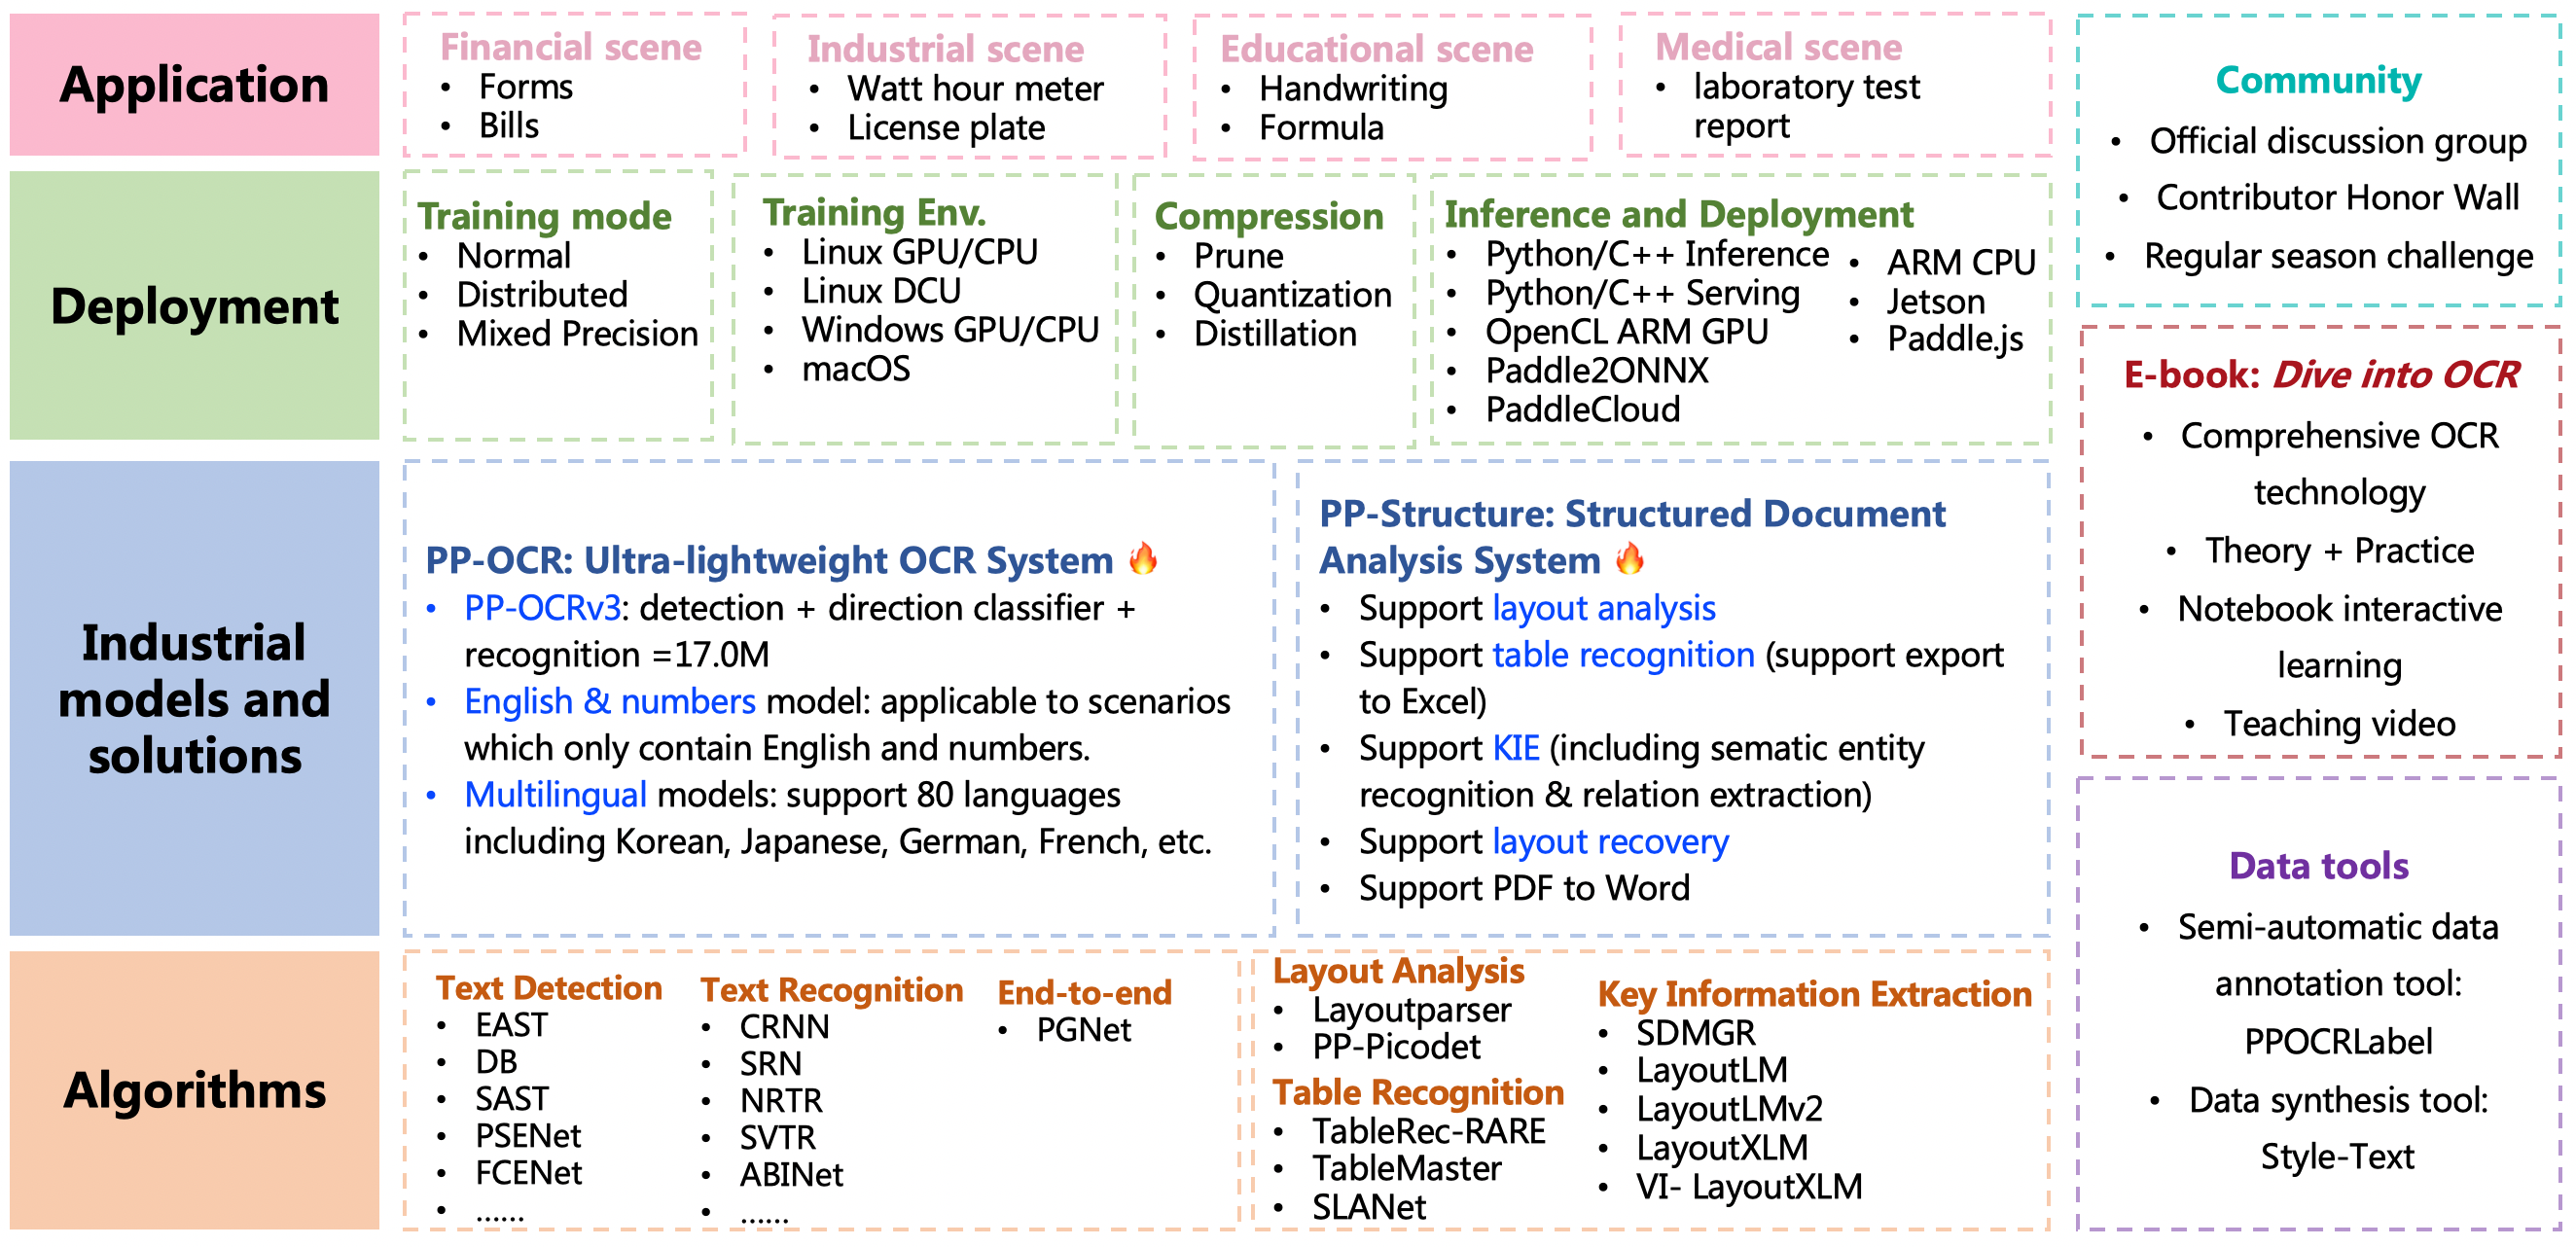 Application
Financial scene
• Forms
• Bills
Industrial scene
• Watt hour meter
• License plate
Educational scene
• Handwriting
• Formula
Medical scene
• laboratory test
report
Deployment
Training mode
• Normal
• Distributed
• Mixed Precision
Training Env.
• Linux GPU/CPU
• Linux DCU
• Windows GPU/CPU
• macOS
Compression
• Prune
• Quantization
• Distillation
Inference and Deployment
• Python/C++ Inference
• Python/C++ Serving
• OpenCL ARM GPU
• Paddle2ONNX
• PaddleCloud
• ARM CPU
• Jetson
• Paddle.js
Industrial
models and
solutions
PP-OCR: Ultra-lightweight OCR System 🔥
• PP-OCRv3: detection + direction classifier +
recognition =17.0M
• English & numbers model: applicable to scenarios
which only contain English and numbers.
• Multilingual models: support 80 languages
including Korean, Japanese, German, French, etc.
PP-Structure: Structured Document
Analysis System 🔥
• Support layout analysis
• Support table recognition (support export
to Excel)
• Support KIE (including sematic entity
recognition & relation extraction)
• Support layout recovery
• Support PDF to Word
Algorithms
Text Detection
• EAST
• DB
• SAST
• PSENet
• FCENet
• ......
Text Recognition
• CRNN
• SRN
• NRTR
• SVTR
• ABINet
• ......
End-to-end
• PGNet
Layout Analysis
• Layoutparser
• PP-Picodet
Table Recognition
• TableRec-RARE
• TableMaster
• SLANet
Key Information Extraction
• SDMGR
• LayoutLM
• LayoutLMv2
• LayoutXLM
• VI- LayoutXLM
Community
• Official discussion group
• Contributor Honor Wall
• Regular season challenge
E-book: Dive into OCR
• Comprehensive OCR
technology
• Theory + Practice
• Notebook interactive
learning
• Teaching video
Data tools
• Semi-automatic data
annotation tool:
PPOCRLabel
• Data synthesis tool:
Style-Text